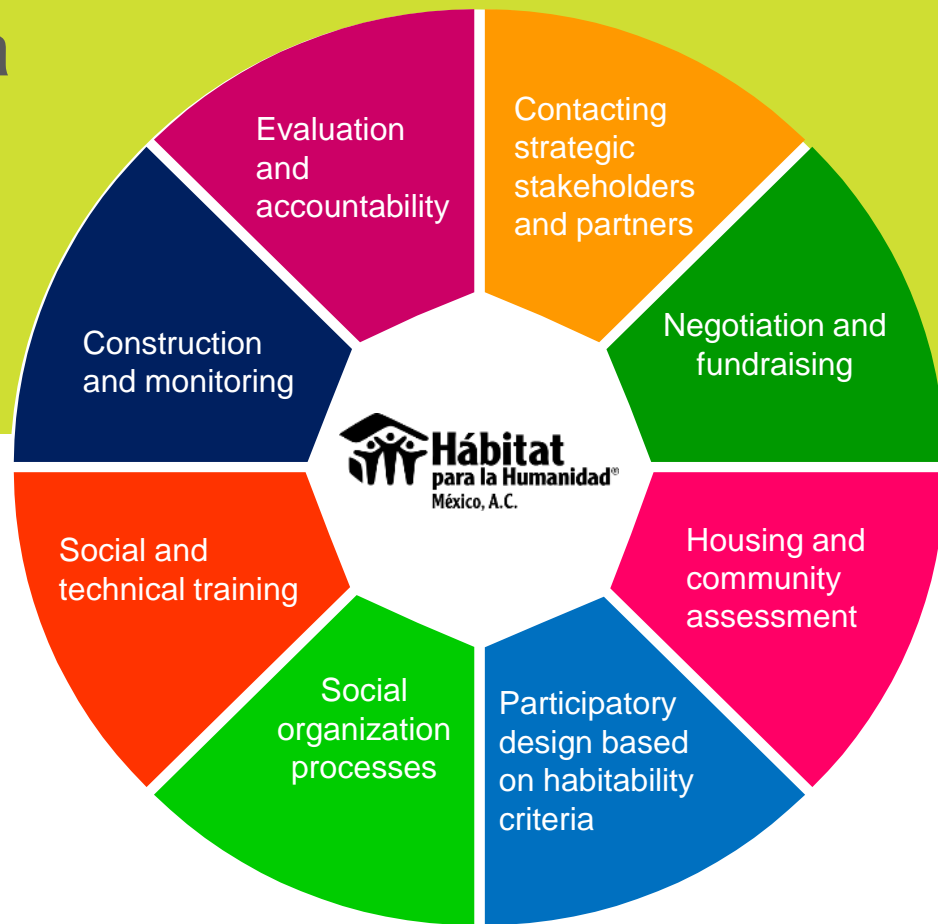 Contacting
strategic
stakeholders
and partners
Negotiation and
fundraising
Housing and
community
assessment
Participatory
design based
on habitability
criteria
Social
organization
processes
Social and
technical training
Construction
and monitoring
Evaluation
and
accountability
Hábitat
para la Humanidad®
México, A.C.